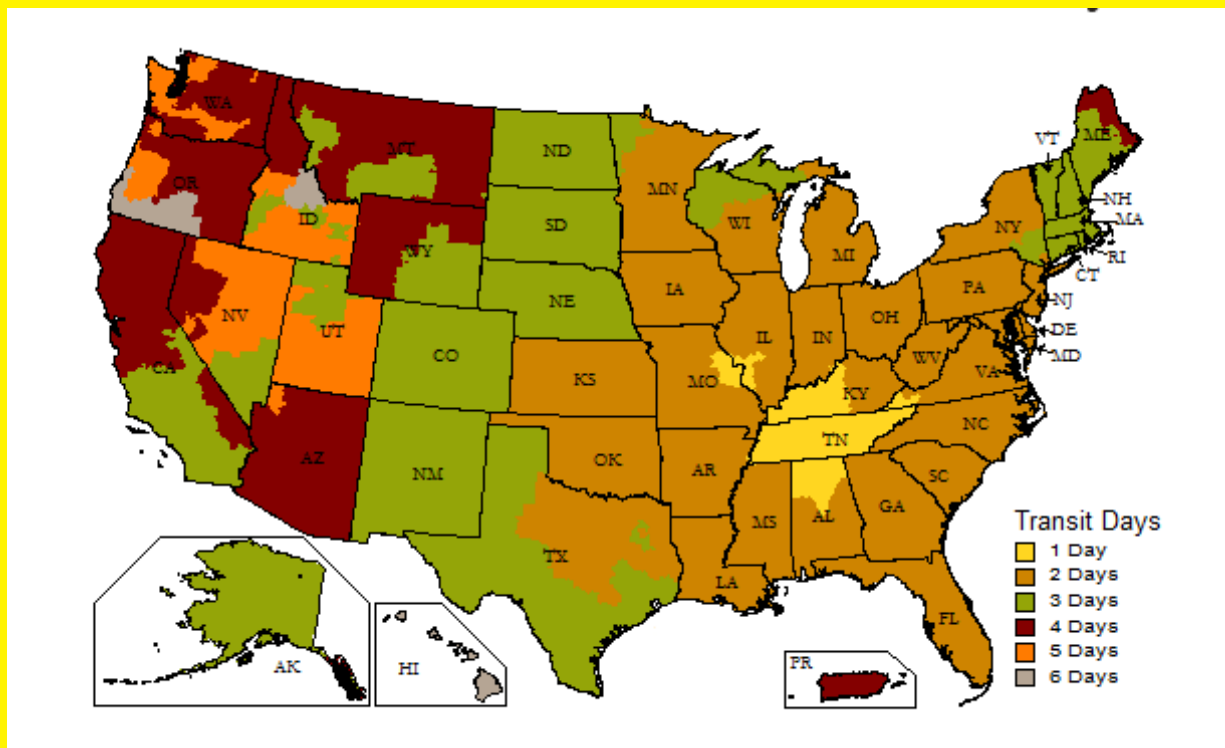 WA
MT
ND
MN
VT
ME
OR
ID
WY
SD
WI
MI
NY
NH
MA
RI
CT
NV
UT
NE
IA
IL
IN
OH
PA
NJ
DE
MD
CA
CO
KS
MO
KY
WV
VA
AZ
NM
OK
AR
TN
NC
SC
TX
LA
MS
AL
GA
FL
AK
HI
PR
Transit Days
1 Day
2 Days
3 Days
4 Days
5 Days
6 Days